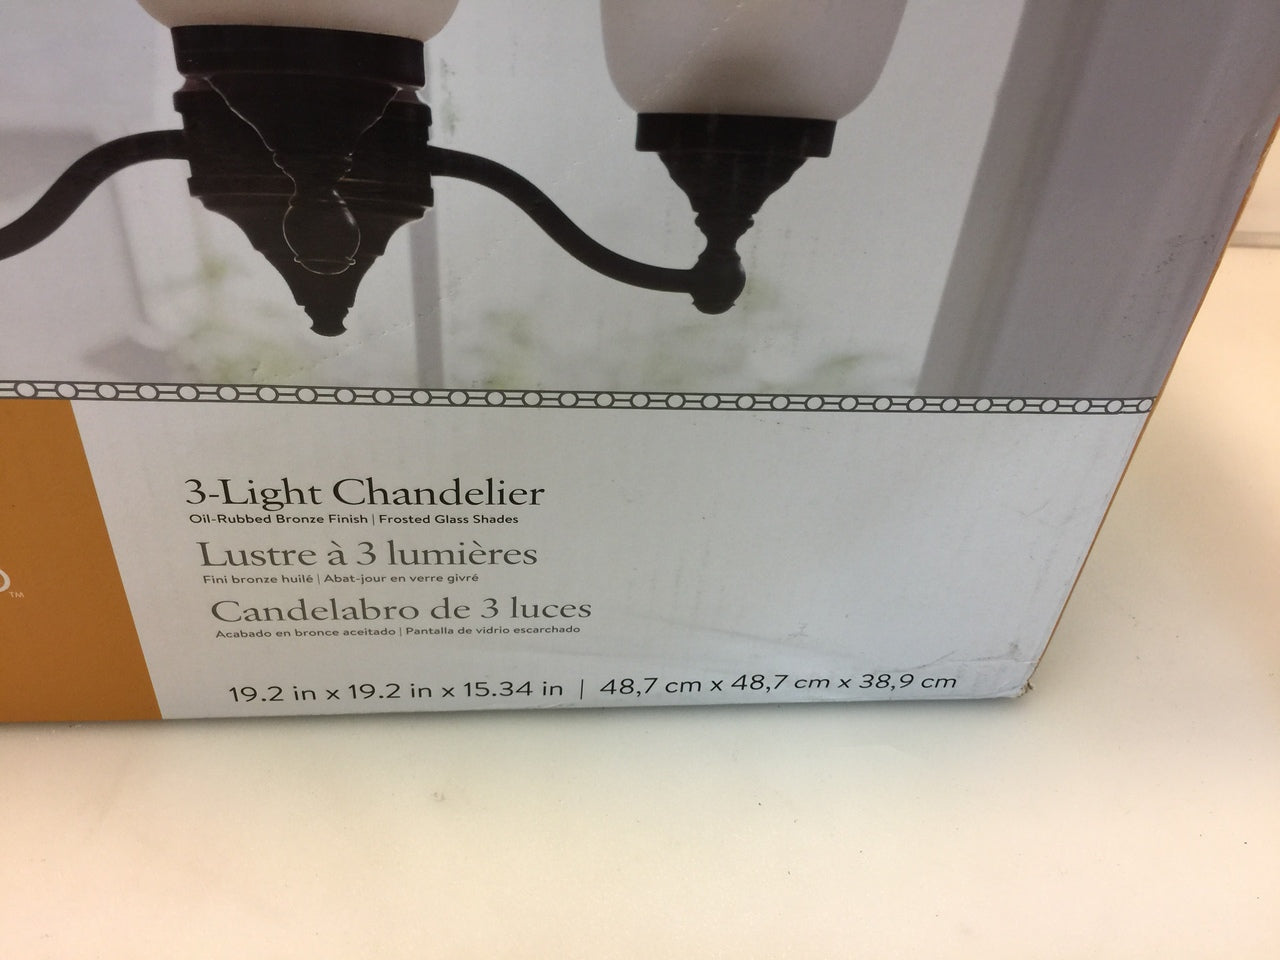 3-Light Chandelier
Oil-Rubbed Bronze Finish | Frosted Glass Shades
Lustre à 3 lumières
Fini bronze huilé | Abat-jour en verre givré
Candelabro de 3 luces
Acabado en bronce aceitado | Pantalla de vidrio escarchado
19.2 in x 19.2 in x 15.34 in | 48,7 cm x 48,7 cm x 38,9 cm
TM